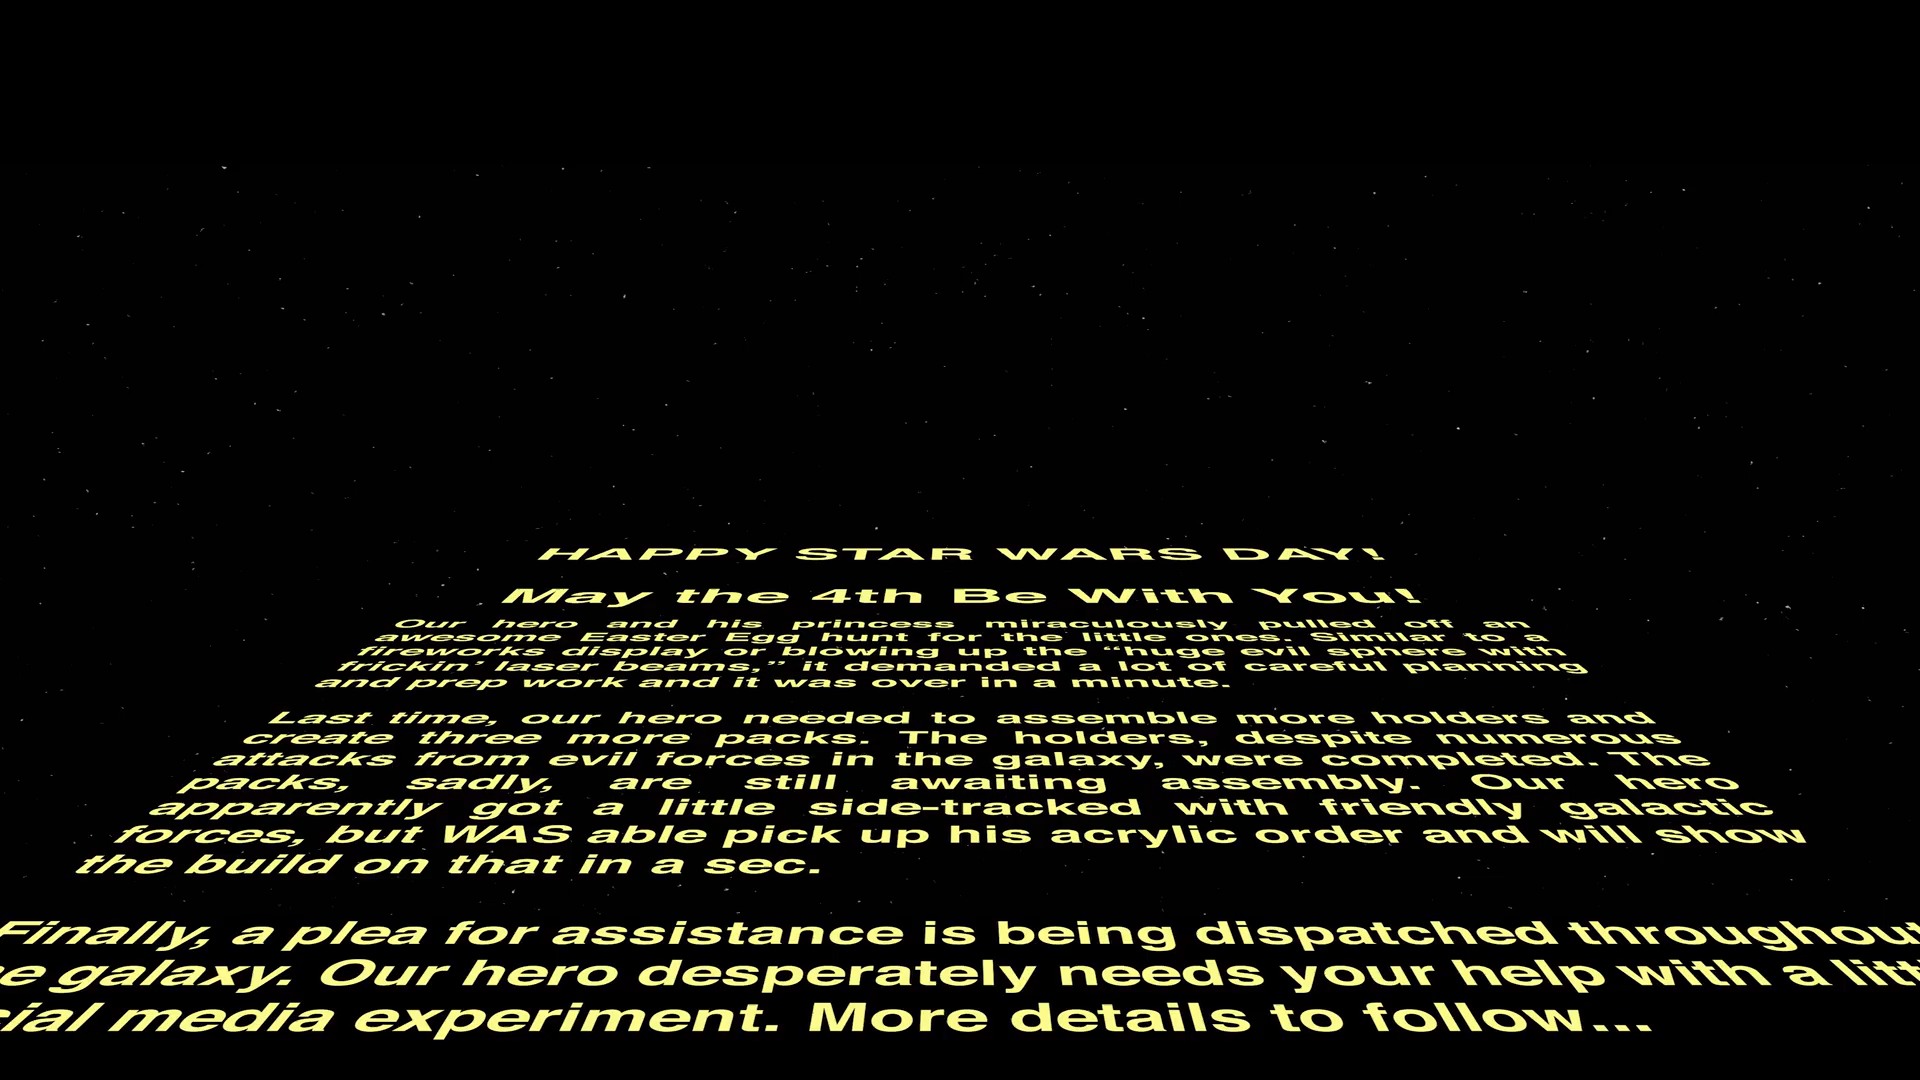 HAPPY STAR WARS DAY!
May the 4th Be With You!
Our hero and his princess miraculously pulled off an
awesome Easter Egg hunt for the little ones. Similar to a
fireworks display or blowing up the “huge evil sphere with
frickin’ laser beams,” it demanded a lot of careful planning
and prep work and it was over in a minute.
Last time, our hero needed to assemble more holders and
create three more packs. The holders, despite numerous
attacks from evil forces in the galaxy, were completed. The
packs, sadly, are still awaiting assembly. Our hero
apparently got a little side-tracked with friendly galactic
forces, but WAS able pick up his acrylic order and will show
the build on that in a sec.
Finally, a plea for assistance is being dispatched throughout
galaxy. Our hero desperately needs your help with a
media experiment. More details to follow...